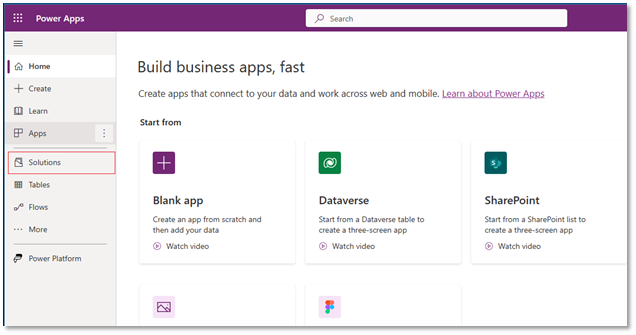 Power Apps
Search
Home
Create
Learn
Apps
Solutions
Tables
Flows
More
Power Platform
Build business apps, fast
Create apps that connect to your data and work across web and mobile. Learn about Power Apps
Start from
Blank app
Create an app from scratch and
then add your data
Watch video
Dataverse
Start from a Dataverse table to
create a three-screen app
Watch video
SharePoint
Start from a SharePoint list to
create a three-screen app
Watch video